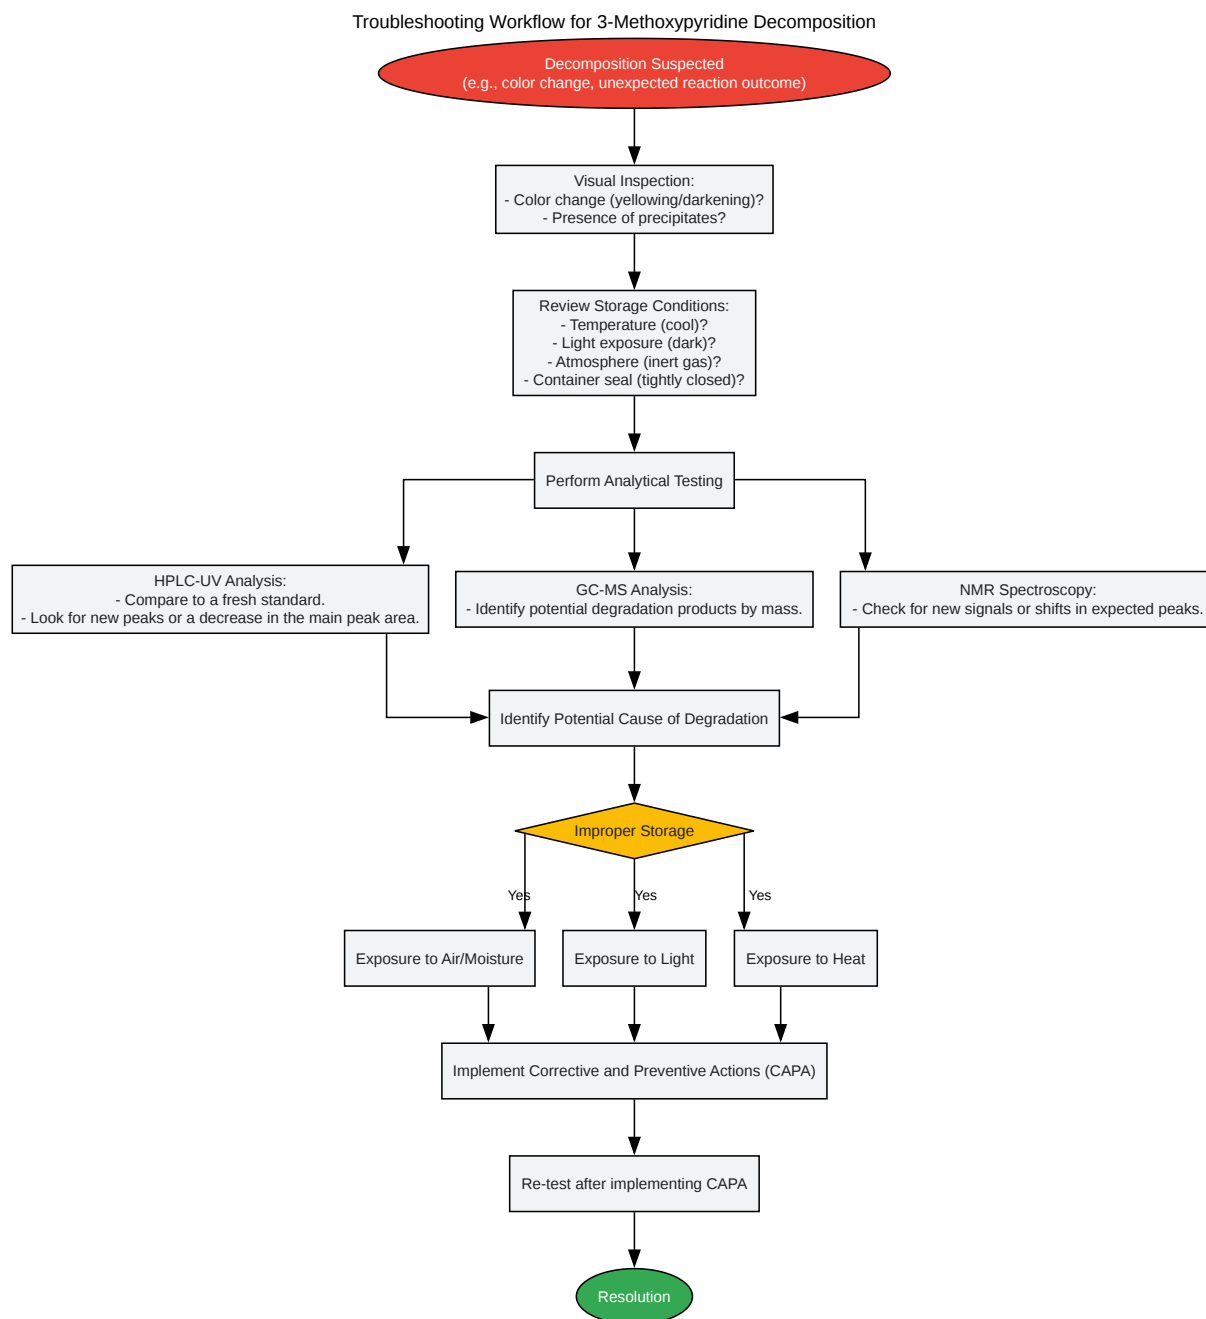 Troubleshooting Workflow for 3-Methoxypyridine Decomposition
Decomposition Suspected
(e.g., color change, unexpected reaction outcome)
Visual Inspection:
- Color change (yellowing/darkening)?
- Presence of precipitates?
Review Storage Conditions:
- Temperature (cool)?
- Light exposure (dark)?
- Atmosphere (inert gas)?
- Container seal (tightly closed)?
Perform Analytical Testing
HPLC-UV Analysis:
- Compare to a fresh standard.
- Look for new peaks or a decrease in the main peak area.
GC-MS Analysis:
- Identify potential degradation products by mass.
NMR Spectroscopy:
- Check for new signals or shifts in expected peaks.
Identify Potential Cause of Degradation
Improper Storage
Yes
Yes
Yes
Exposure to Air/Moisture
Exposure to Light
Exposure to Heat
Implement Corrective and Preventive Actions (CAPA)
Re-test after implementing CAPA
Resolution